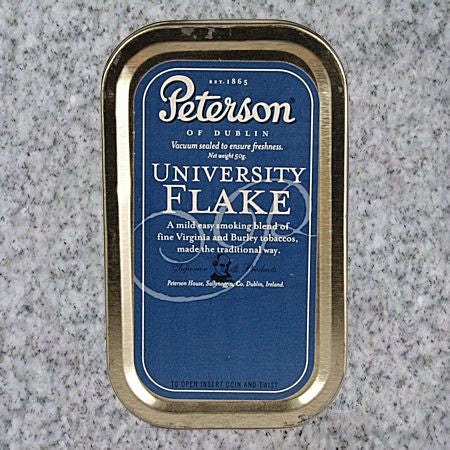 EST. 1865
Peterson®
OF DUBLIN
Vacuum sealed to ensure freshness.
Net weight 50g.
UNIVERSITY
FLAKE
A mild easy smoking blend of
fine Virginia and Burley tobaccos,
made the traditional way.
Superior Products
Peterson House, Sallynoggin, Co. Dublin, Ireland.
TO OPEN INSERT COIN AND TWIST